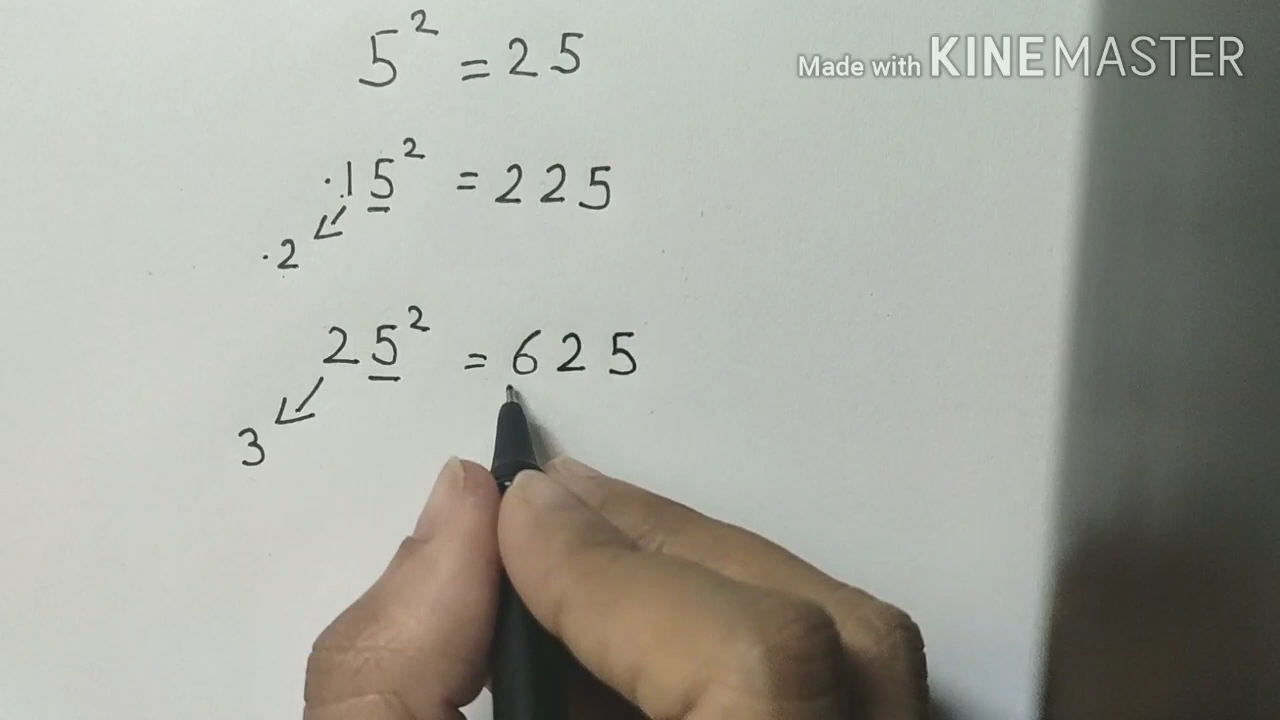 5² = 25
Made with KINEMASTER
.15² = 225
.2
25² = 625
3